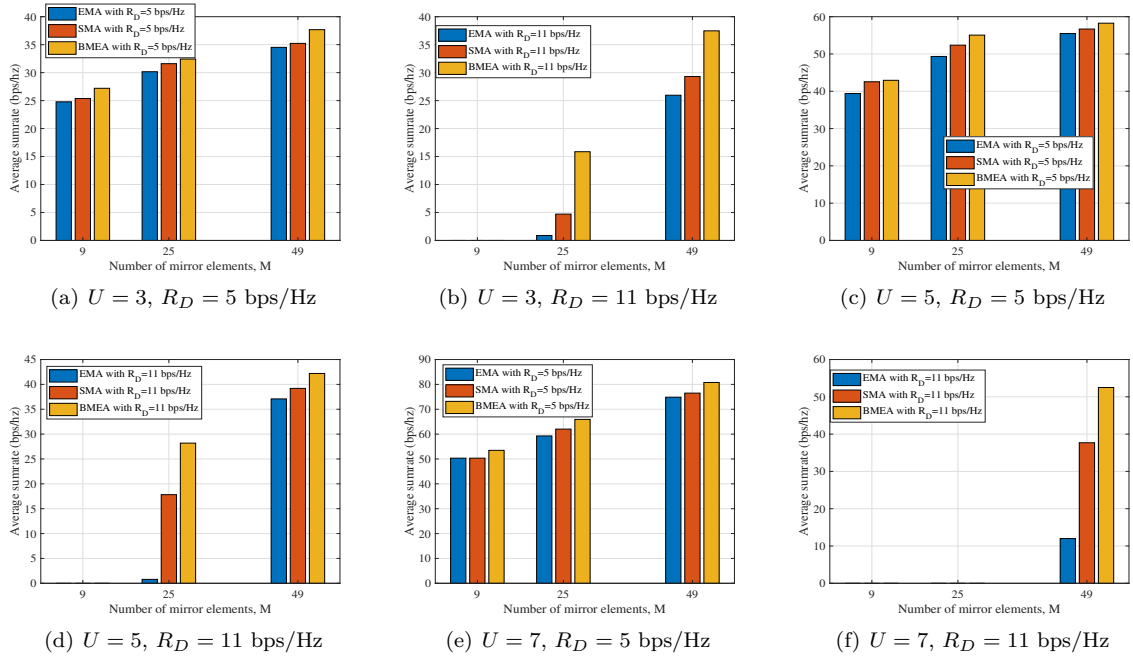 EMA with R_D=5 bps/Hz
SMA with R_D=5 bps/Hz
BMEA with R_D=5 bps/Hz
Average sumrate (bps/hz)
40
35
30
25
20
15
10
5
0
9 25 49
Number of mirror elements, M
(a) U = 3, R_D = 5 bps/Hz
EMA with R_D=11 bps/Hz
SMA with R_D=11 bps/Hz
BMEA with R_D=11 bps/Hz
Average sumrate (bps/hz)
40
35
30
25
20
15
10
5
0
9 25 49
Number of mirror elements, M
(b) U = 3, R_D = 11 bps/Hz
EMA with R_D=5 bps/Hz
SMA with R_D=5 bps/Hz
BMEA with R_D=5 bps/Hz
Average sumrate (bps/hz)
60
50
40
30
20
10
0
9 25 49
Number of mirror elements, M
(c) U = 5, R_D = 5 bps/Hz
EMA with R_D=11 bps/Hz
SMA with R_D=11 bps/Hz
BMEA with R_D=11 bps/Hz
Average sumrate (bps/hz)
45
40
35
30
25
20
15
10
5
0
9 25 49
Number of mirror elements, M
(d) U = 5, R_D = 11 bps/Hz
EMA with R_D=5 bps/Hz
SMA with R_D=5 bps/Hz
BMEA with R_D=5 bps/Hz
Average sumrate (bps/hz)
90
80
70
60
50
40
30
20
10
0
9 25 49
Number of mirror elements, M
(e) U = 7, R_D = 5 bps/Hz
EMA with R_D=11 bps/Hz
SMA with R_D=11 bps/Hz
BMEA with R_D=11 bps/Hz
Average sumrate (bps/hz)
60
50
40
30
20
10
0
9 25 49
Number of mirror elements, M
(f) U = 7, R_D = 11 bps/Hz